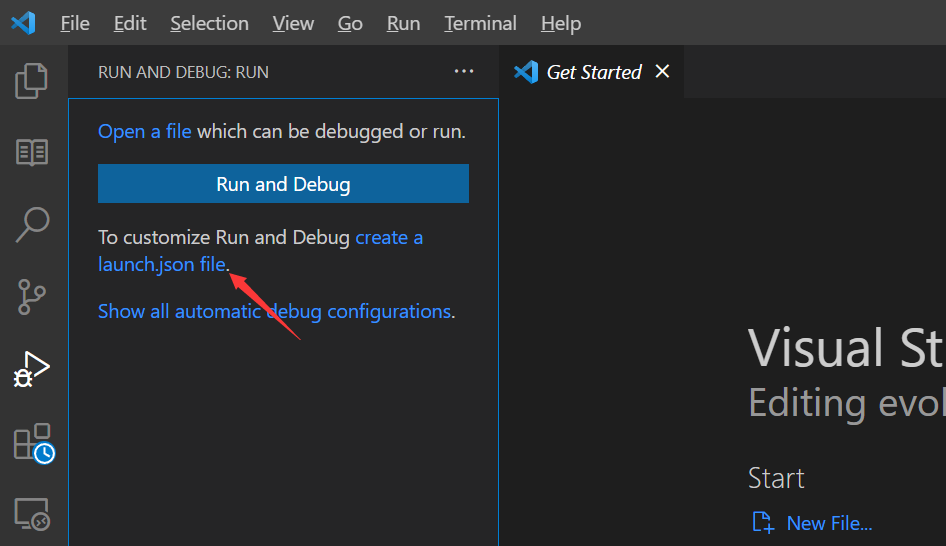 File Edit Selection View Go Run Terminal Help
RUN AND DEBUG: RUN ...
Get Started
Open a file which can be debugged or run.
Run and Debug
To customize Run and Debug create a
launch.json file.
Show all automatic debug configurations.
Visual St
Editing evol
Start
New File...